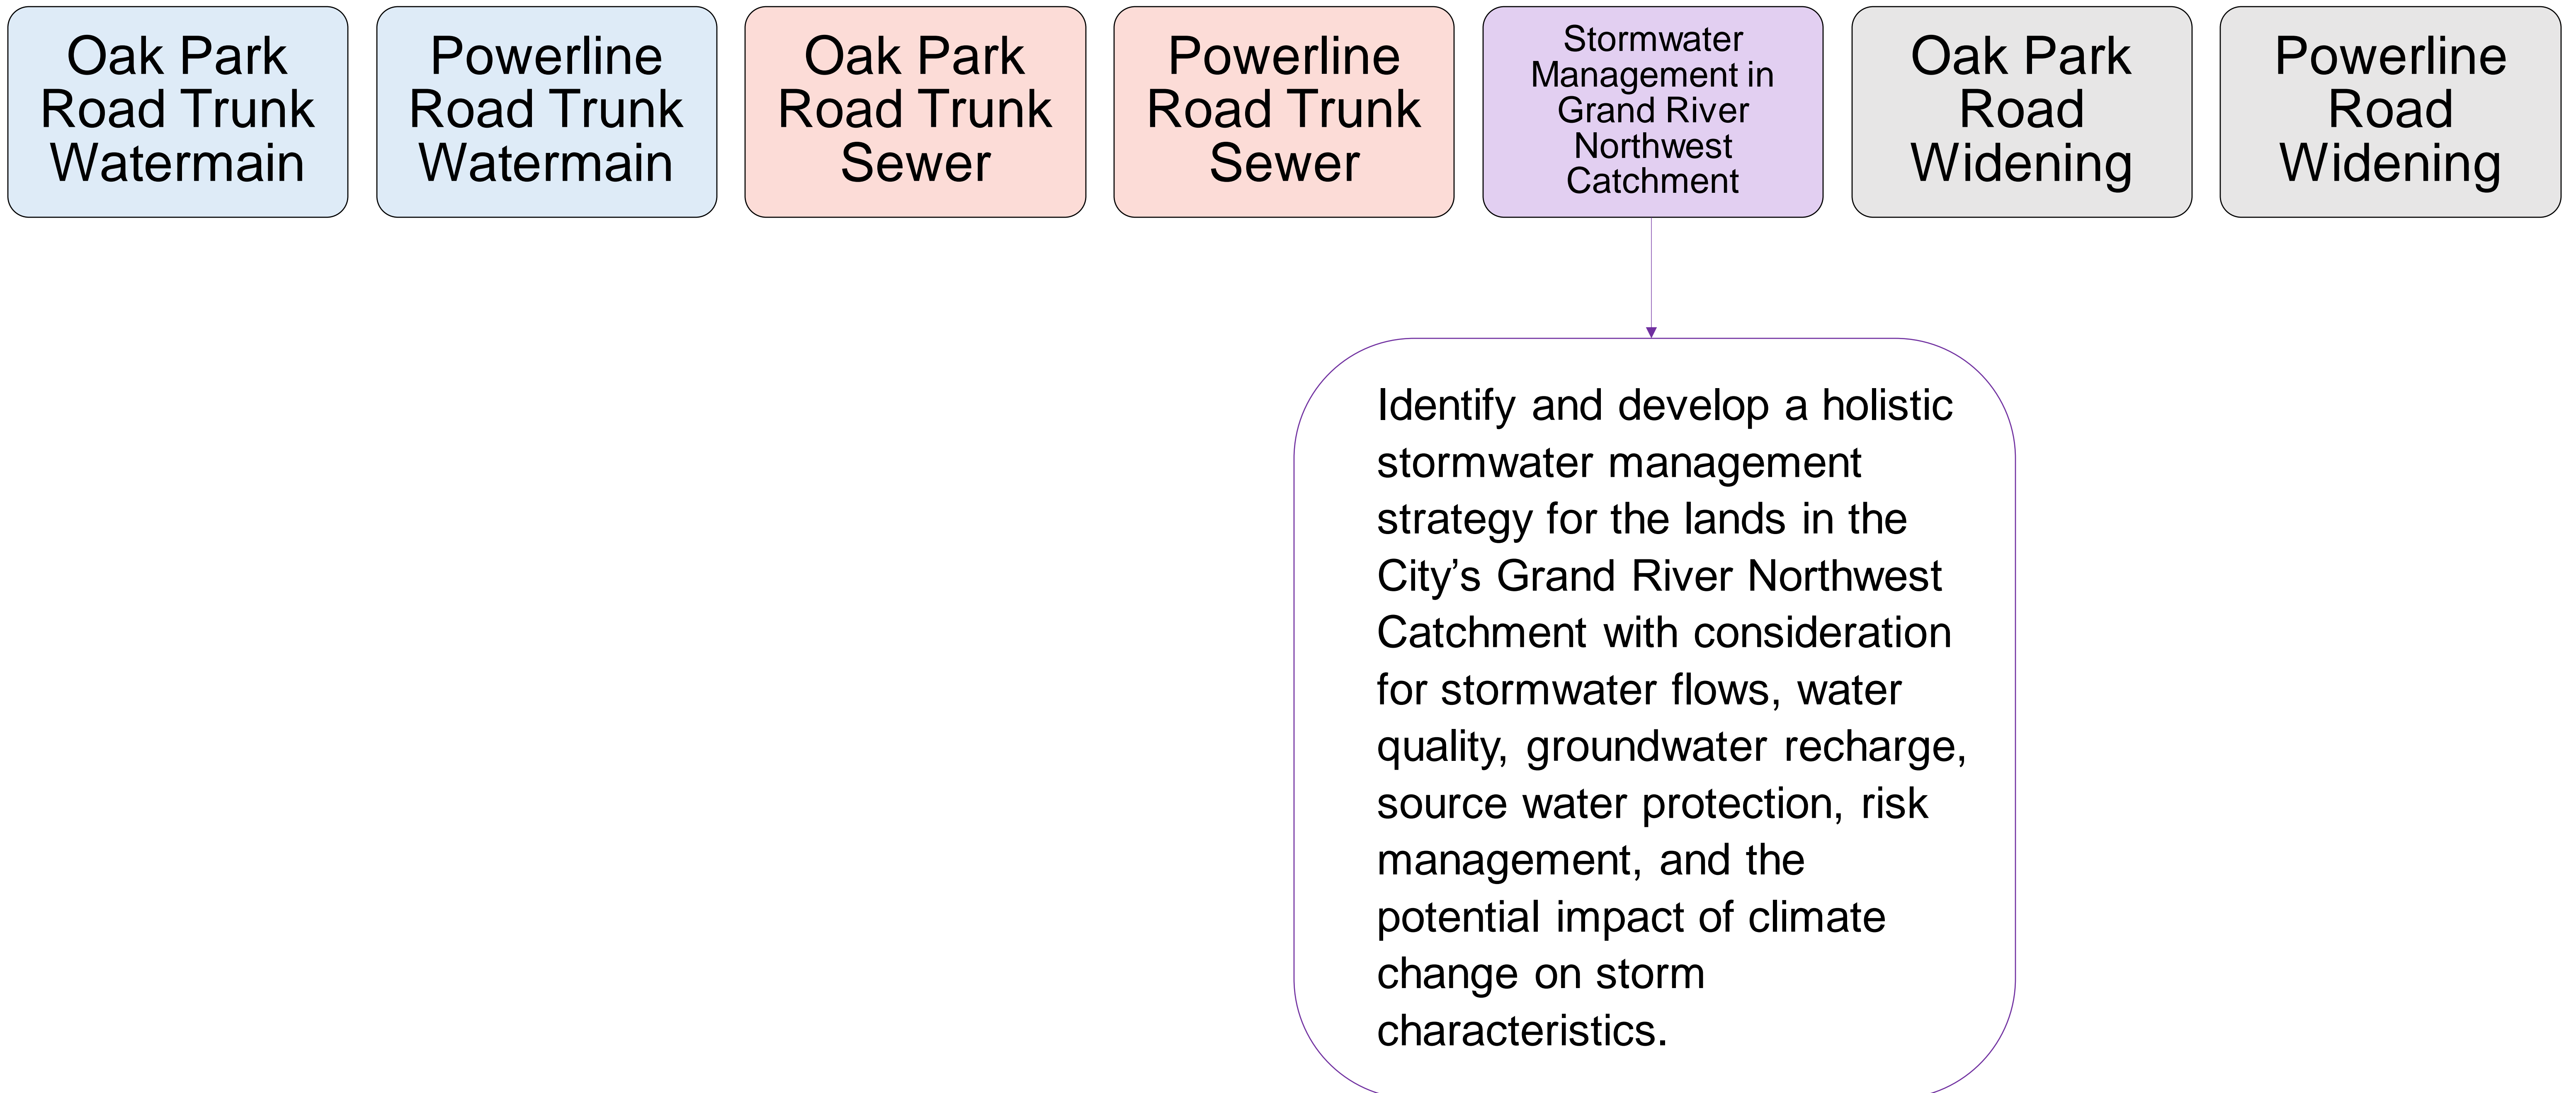 Oak Park
Road Trunk
Watermain
Powerline
Road Trunk
Watermain
Oak Park
Road Trunk
Sewer
Powerline
Road Trunk
Sewer
Stormwater
Management in
Grand River
Northwest
Catchment
Oak Park
Road
Widening
Powerline
Road
Widening
Identify and develop a holistic
stormwater management
strategy for the lands in the
City’s Grand River Northwest
Catchment with consideration
for stormwater flows, water
quality, groundwater recharge,
source water protection, risk
management, and the
potential impact of climate
change on storm
characteristics.